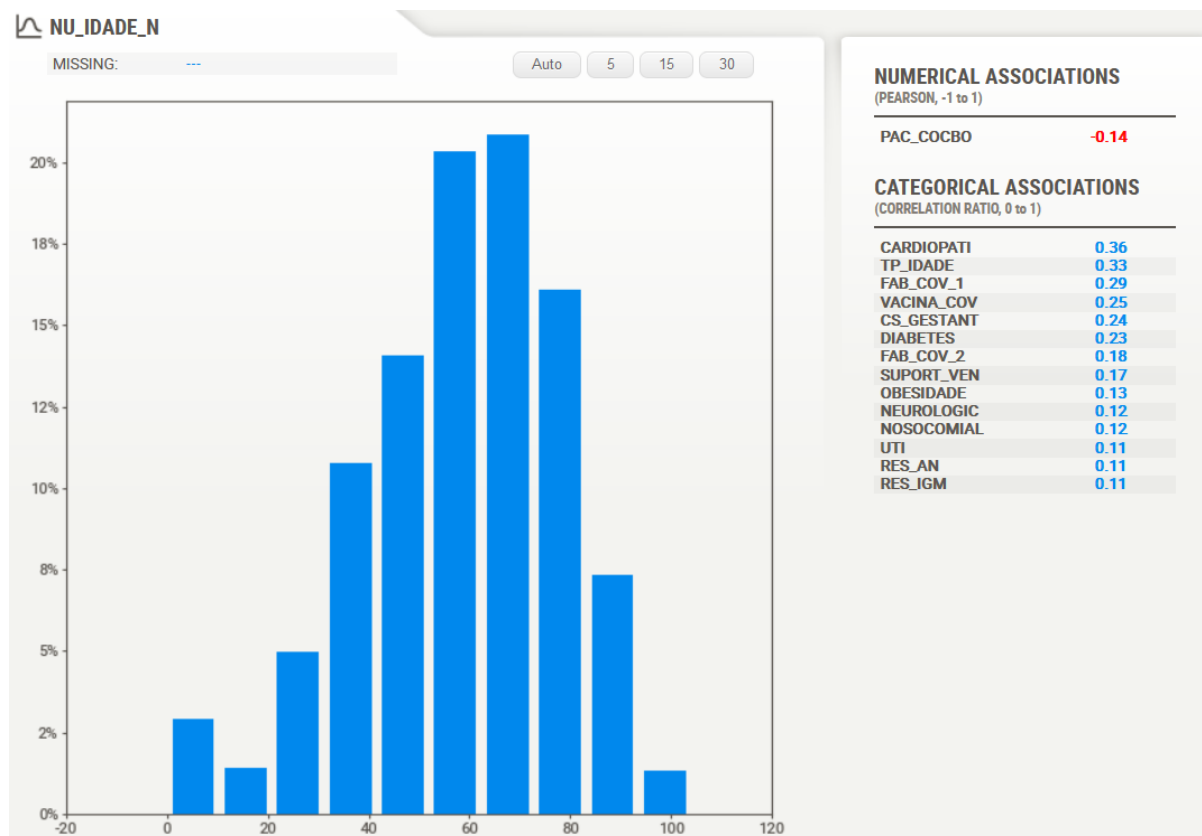 NU_IDADE_N
MISSING: ---
Auto 5 15 30
20%
18%
15%
12%
10%
8%
5%
2%
0%
-20 0 20 40 60 80 100 120
NUMERICAL ASSOCIATIONS
(PEARSON, -1 to 1)
PAC_COCBO -0.14
CATEGORICAL ASSOCIATIONS
(CORRELATION RATIO, 0 to 1)
CARDIOPATI 0.36
TP_IDADE 0.33
FAB_COV_1 0.29
VACINA_COV 0.25
CS_GESTANT 0.24
DIABETES 0.23
FAB_COV_2 0.18
SUPORT_VEN 0.17
OBESIDADE 0.13
NEUROLOGIC 0.12
NOSOCOMIAL 0.12
UTI 0.11
RES_AN 0.11
RES_IGM 0.11